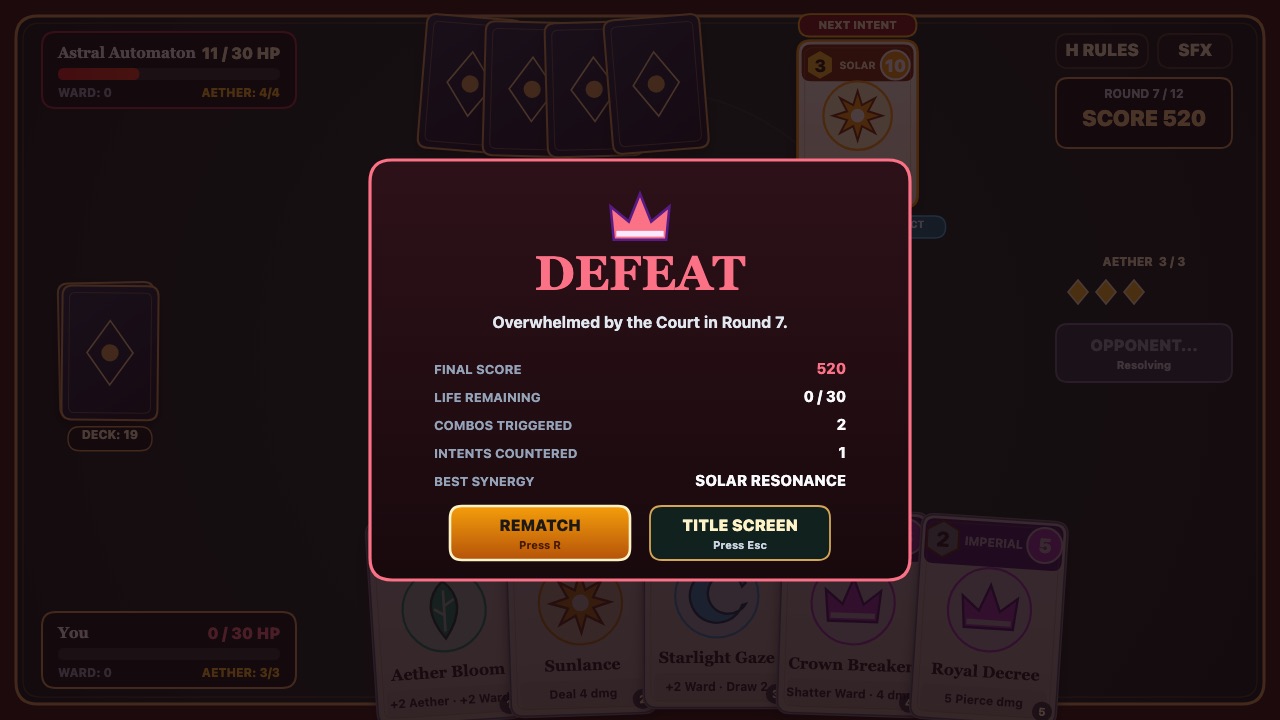 Astral Automaton 11 / 30 HP
WARD: 0 AETHER: 4/4
NEXT INTENT
3 SOLAR 10
H RULES SFX
ROUND 7 / 12
SCORE 520
DEFEAT
Overwhelmed by the Court in Round 7.
FINAL SCORE 520
LIFE REMAINING 0 / 30
COMBOS TRIGGERED 2
INTENTS COUNTERED 1
BEST SYNERGY SOLAR RESONANCE
REMATCH
Press R
TITLE SCREEN
Press Esc
AETHER 3 / 3
OPPONENT...
Resolving
DECK: 19
2 IMPERIAL 5
Aether Bloom
+2 Aether · +2 Ward
Sunlance
Deal 4 dmg
Starlight Gaze
+2 Ward · Draw 2
Crown Breaker
Shatter Ward · 4 dm
Royal Decree
5 Pierce dmg
5
You 0 / 30 HP
WARD: 0 AETHER: 3/3